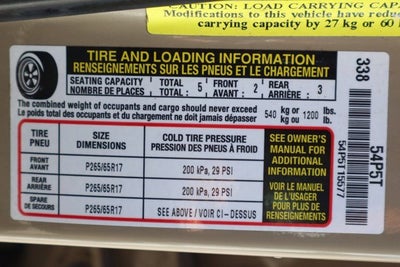 CAUTION: LOAD CARRYING CAP
Modifications to this vehicle have reduc
carrying capacity by 27 kg or 60
TIRE AND LOADING INFORMATION
RENSEIGNEMENTS SUR LES PNEUS ET LE CHARGEMENT
SEATING CAPACITY TOTAL : 5 FRONT : 2 REAR : 3
NOMBRE DE PLACES TOTAL : AVANT : ARRIÈRE :
The combined weight of occupants and cargo should never exceed 540 kg or 1200 lbs.
Le poids total des occupants et du chargement ne doit jamais dépasser kg ou lb.
TIRE PNEU SIZE DIMENSIONS COLD TIRE PRESSURE PRESSION DES PNEUS À FROID
FRONT AVANT P265/65R17 200 kPa, 29 PSI
REAR ARRIÈRE P265/65R17 200 kPa, 29 PSI
SPARE DE SECOURS P265/65R17 SEE ABOVE / VOIR CI - DESSUS
SEE OWNER'S
MANUAL FOR
ADDITIONAL
INFORMATION
VOIR LE MANUEL
DE L'USAGER
POUR PLUS DE
RENSEIGNEMENTS
338
54P5T
54P5T15577